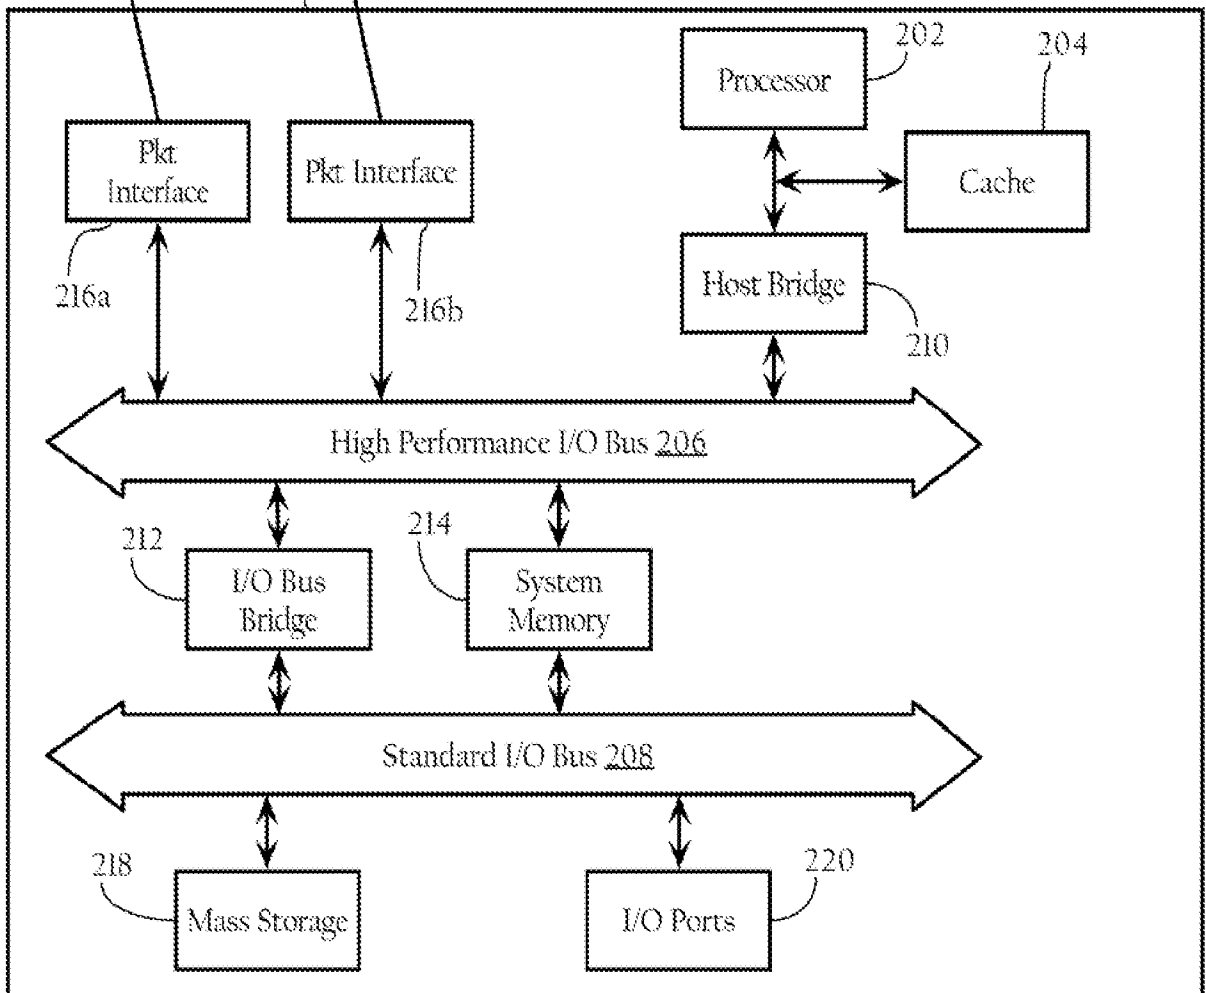 202
Processor
204
Cache
Pkt
Interface
Pkt Interface
216a
216b
Host Bridge
210
High Performance I/O Bus 206
212
I/O Bus
Bridge
214
System
Memory
Standard I/O Bus 208
218
Mass Storage
I/O Ports
220